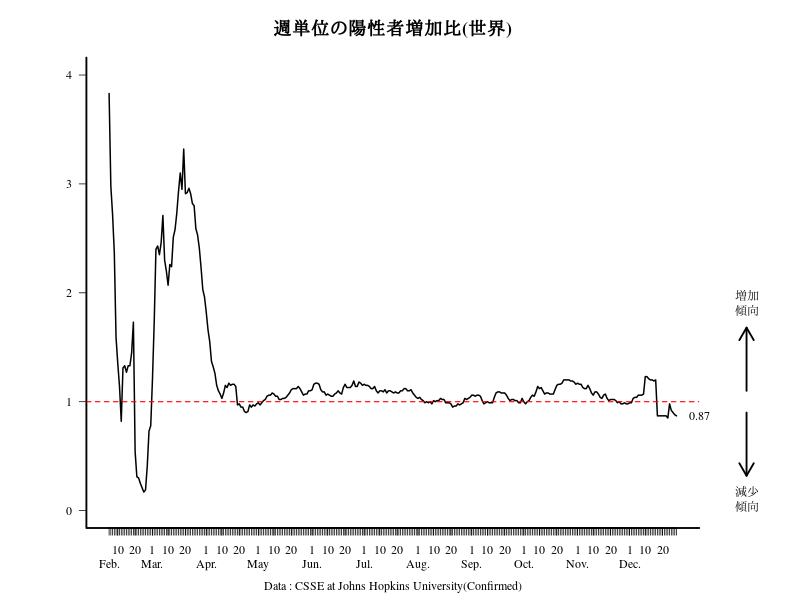 週単位の陽性者増加比(世界)
4
3
2
1
0
増加
傾向
0.87
減少
傾向
10 20 1 10 20 1 10 20 1 10 20 1 10 20 1 10 20 1 10 20 1 10 20 1 10 20 1 10 20 1 10 20
Feb. Mar. Apr. May Jun. Jul. Aug. Sep. Oct. Nov. Dec.
Data : CSSE at Johns Hopkins University(Confirmed)